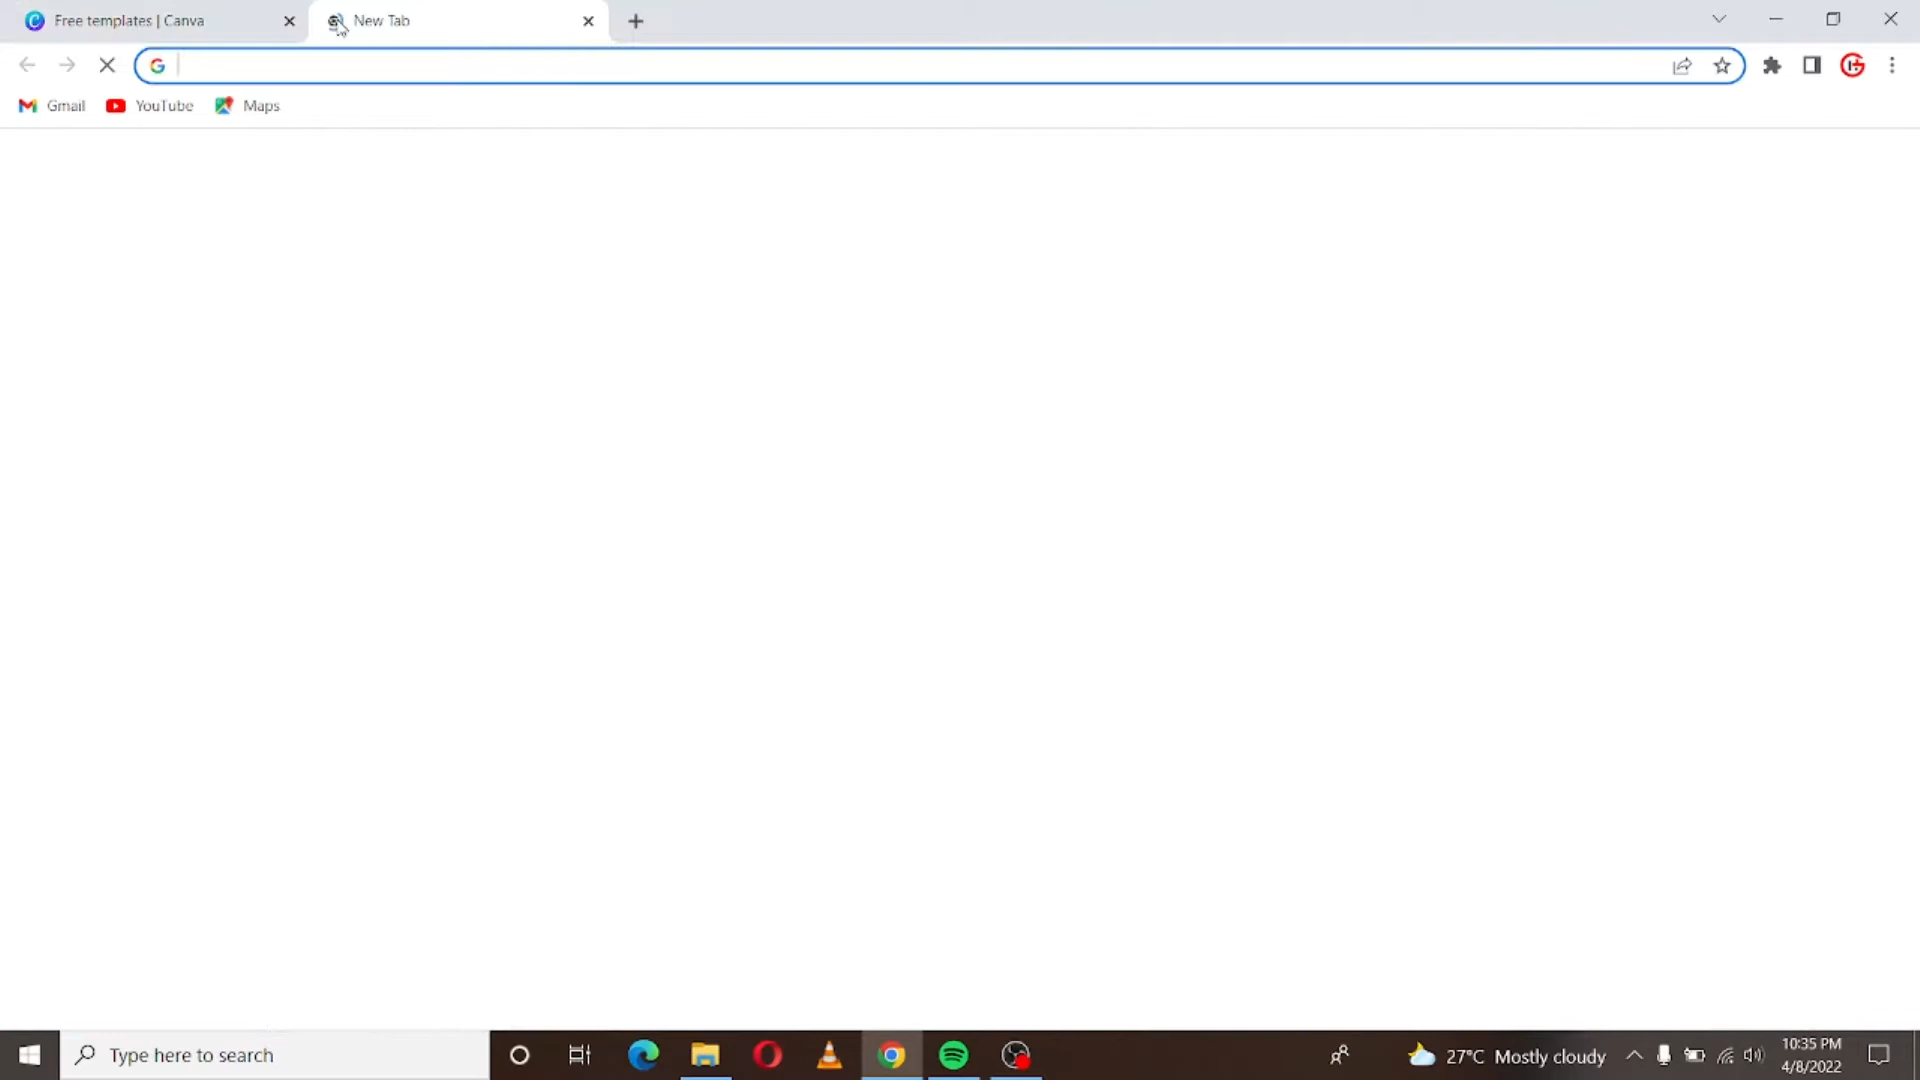 Free templates | Canva
New Tab
Gmail
YouTube
Maps
Type here to search
27°C Mostly cloudy
10:35 PM
4/8/2022